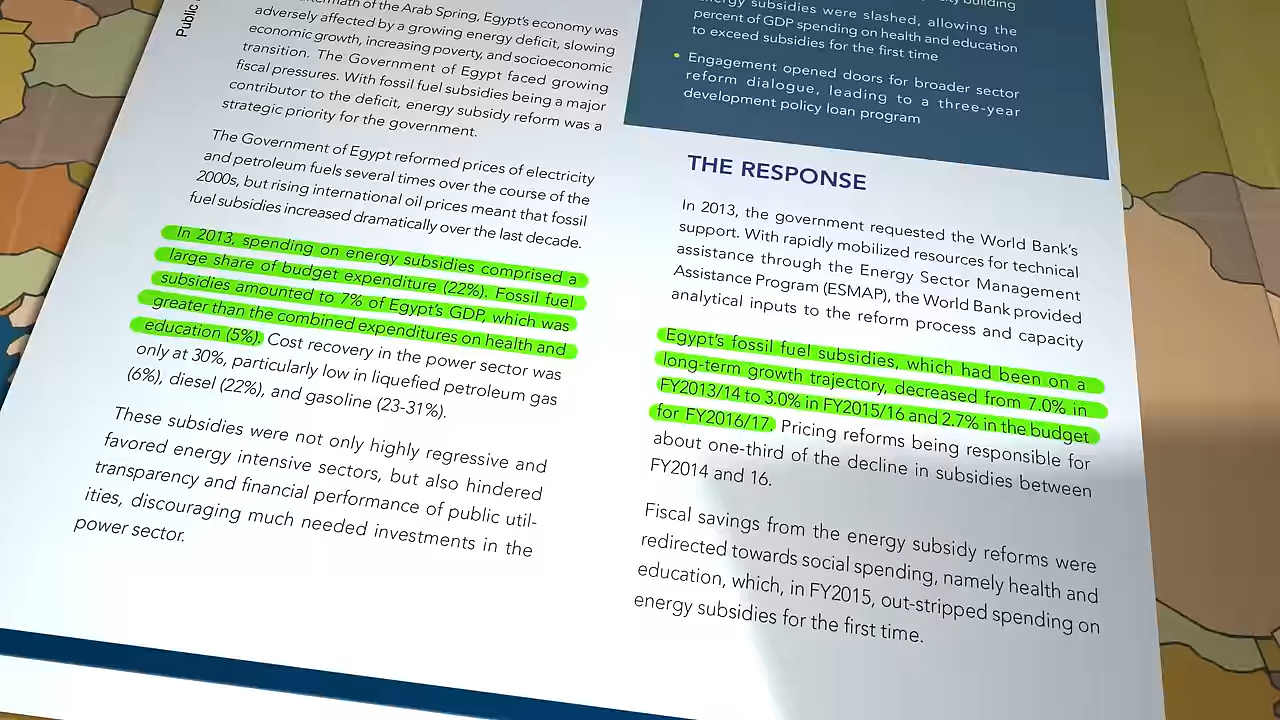 Public
math of the Arab Spring, Egypt's economy was
adversely affected by a growing energy deficit, slowing
economic growth, increasing poverty, and socioeconomic
transition. The Government of Egypt faced growing
fiscal pressures. With fossil fuel subsidies being a major
contributor to the deficit, energy subsidy reform was a
strategic priority for the government.
The Government of Egypt reformed prices of electricity
and petroleum fuels several times over the course of the
2000s, but rising international oil prices meant that fossil
fuel subsidies increased dramatically over the last decade.
In 2013, spending on energy subsidies comprised a
large share of budget expenditure (22%). Fossil fuel
subsidies amounted to 7% of Egypt's GDP, which was
greater than the combined expenditures on health and
education (5%). Cost recovery in the power sector was
only at 30%, particularly low in liquefied petroleum gas
(6%), diesel (22%), and gasoline (23-31%).
These subsidies were not only highly regressive and
favored energy intensive sectors, but also hindered
transparency and financial performance of public util-
ities, discouraging much needed investments in the
power sector.
building
energy subsidies were slashed, allowing the
percent of GDP spending on health and education
to exceed subsidies for the first time
• Engagement opened doors for broader sector
reform dialogue, leading to a three-year
development policy loan program
THE RESPONSE
In 2013, the government requested the World Bank's
support. With rapidly mobilized resources for technical
assistance through the Energy Sector Management
Assistance Program (ESMAP), the World Bank provided
analytical inputs to the reform process and capacity
Egypt's fossil fuel subsidies, which had been on a
long-term growth trajectory, decreased from 7.0% in
FY2013/14 to 3.0% in FY2015/16 and 2.7% in the budget
for FY2016/17. Pricing reforms being responsible for
about one-third of the decline in subsidies between
FY2014 and 16.
Fiscal savings from the energy subsidy reforms were
redirected towards social spending, namely health and
education, which, in FY2015, out-stripped spending on
energy subsidies for the first time.